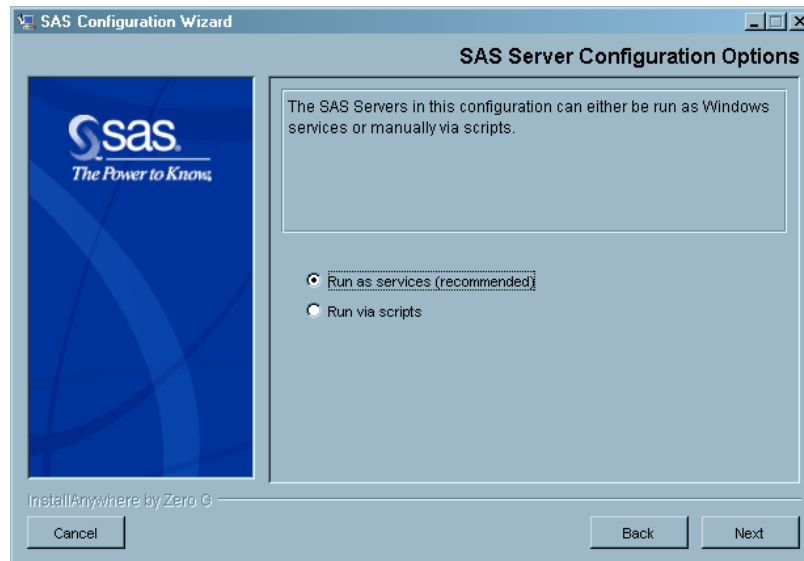 SAS Configuration Wizard
SAS Server Configuration Options
sas.
The Power to Know.
The SAS Servers in this configuration can either be run as Windows
services or manually via scripts.
Run as services (recommended)
Run via scripts
InstallAnywhere by Zero G
Cancel
Back
Next